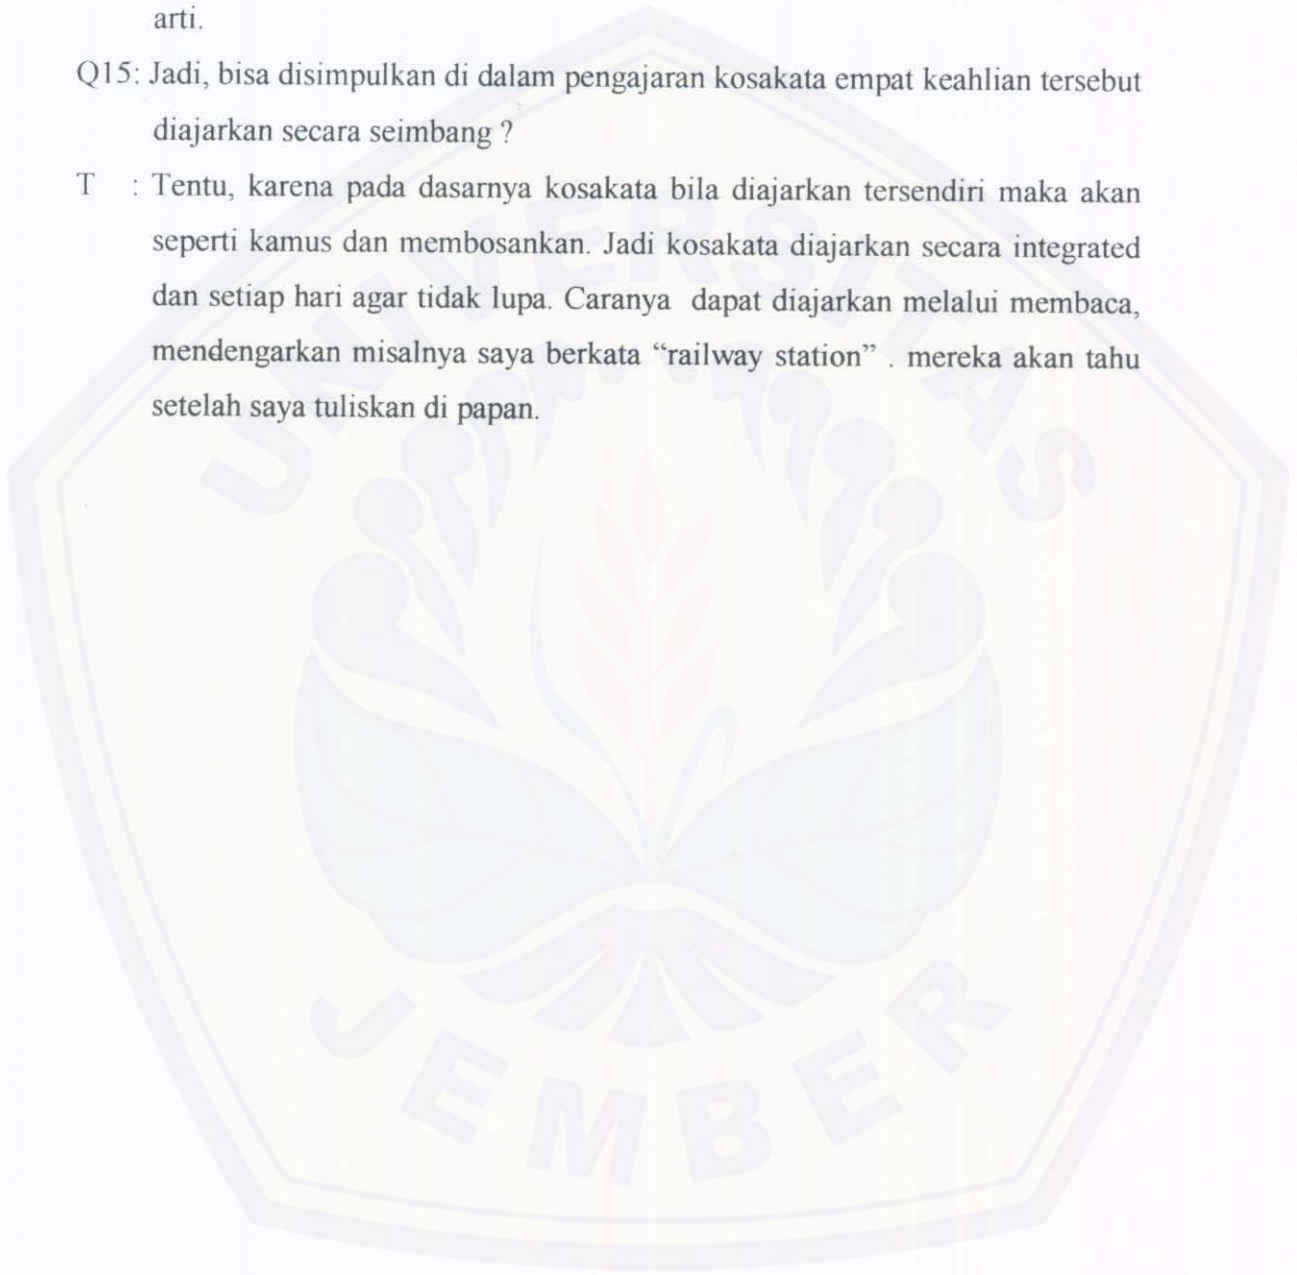 arti.
Q15: Jadi, bisa disimpulkan di dalam pengajaran kosakata empat keahlian tersebut
diajarkan secara seimbang ?
T : Tentu, karena pada dasarnya kosakata bila diajarkan tersendiri maka akan
seperti kamus dan membosankan. Jadi kosakata diajarkan secara integrated
dan setiap hari agar tidak lupa. Caranya dapat diajarkan melalui membaca,
mendengarkan misalnya saya berkata “railway station” . mereka akan tahu
setelah saya tuliskan di papan.
UNIVERSITAS
JEMBER